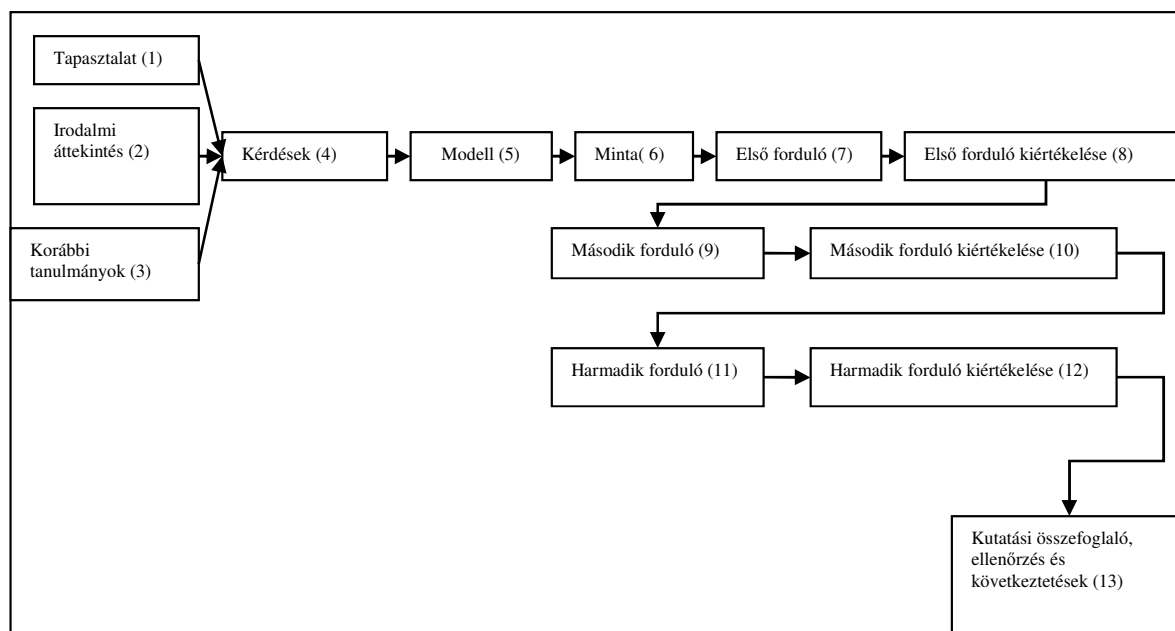 Tapasztalat (1)
Irodalmi
áttekintés (2)
Korábbi
tanulmányok (3)
Kérdések (4)
Modell (5)
Minta( 6)
Első forduló (7)
Első forduló kiértékelése (8)
Második forduló (9)
Második forduló kiértékelése (10)
Harmadik forduló (11)
Harmadik forduló kiértékelése (12)
Kutatási összefoglaló,
ellenőrzés és
következtetések (13)